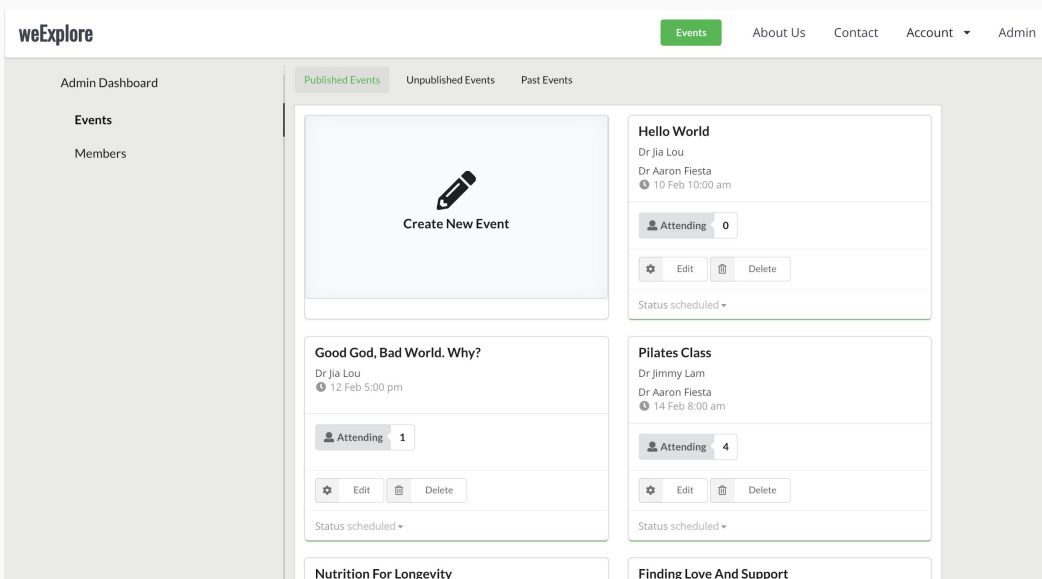 weExplore
Events About Us Contact Account Admin
Admin Dashboard
Events
Members
Published Events Unpublished Events Past Events
Create New Event
Hello World
Dr Jia Lou
Dr Aaron Fiesta
10 Feb 10:00 am
Attending 0
Edit Delete
Status scheduled
Good God, Bad World. Why?
Dr Jia Lou
12 Feb 5:00 pm
Attending 1
Edit Delete
Status scheduled
Pilates Class
Dr Jimmy Lam
Dr Aaron Fiesta
14 Feb 8:00 am
Attending 4
Edit Delete
Status scheduled
Nutrition For Longevity
Finding Love And Support